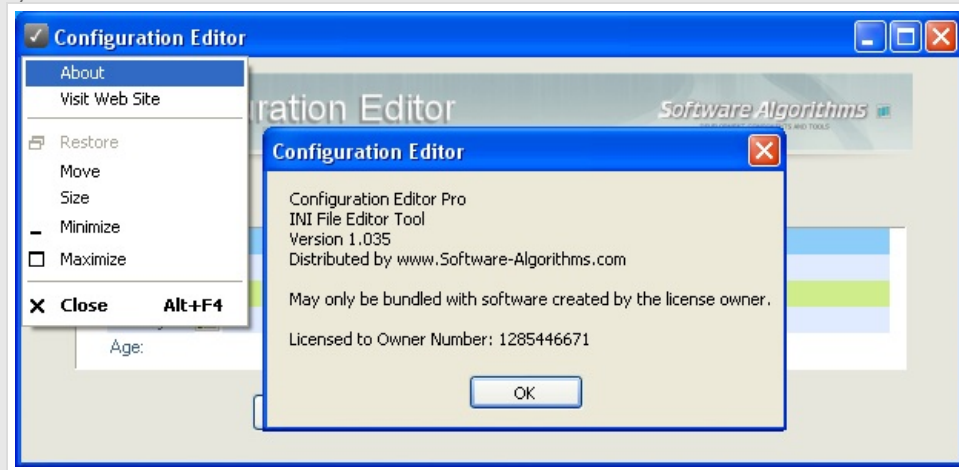 Configuration Editor
About
Visit Web Site
Restore
Move
Size
Minimize
Maximize
Close Alt+F4
ration Editor
Software Algorithms
Configuration Editor
Configuration Editor Pro
INI File Editor Tool
Version 1.035
Distributed by www.Software-Algorithms.com
May only be bundled with software created by the license owner.
Licensed to Owner Number: 1285446671
OK
Age: